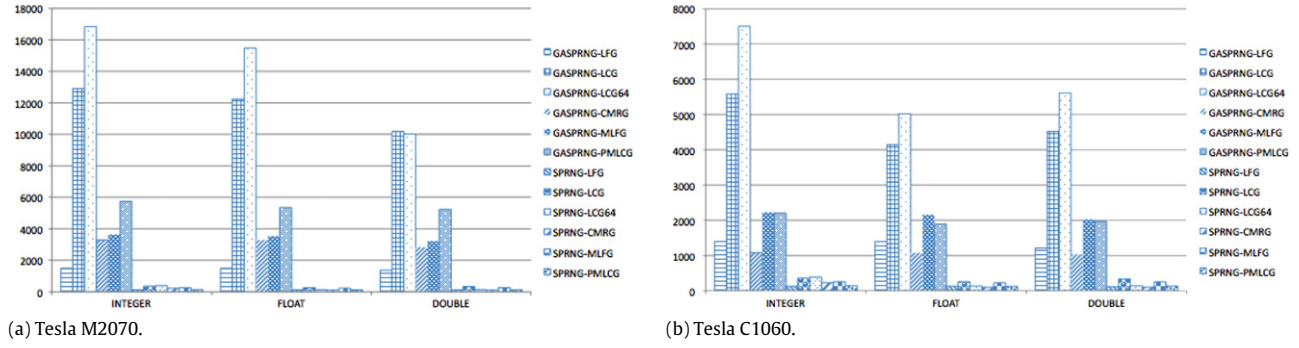 18000
16000
14000
12000
10000
8000
6000
4000
2000
0
INTEGER
FLOAT
DOUBLE
GASPRNG-LFG
GASPRNG-LCG
GASPRNG-LCG64
GASPRNG-CMRG
GASPRNG-MLFG
GASPRNG-PMLCG
SPRNG-LFG
SPRNG-LCG
SPRNG-LCG64
SPRNG-CMRG
SPRNG-MLFG
SPRNG-PMLCG
(a) Tesla M2070.
8000
7000
6000
5000
4000
3000
2000
1000
0
INTEGER
FLOAT
DOUBLE
GASPRNG-LFG
GASPRNG-LCG
GASPRNG-LCG64
GASPRNG-CMRG
GASPRNG-MLFG
GASPRNG-PMLCG
SPRNG-LFG
SPRNG-LCG
SPRNG-LCG64
SPRNG-CMRG
SPRNG-MLFG
SPRNG-PMLCG
(b) Tesla C1060.